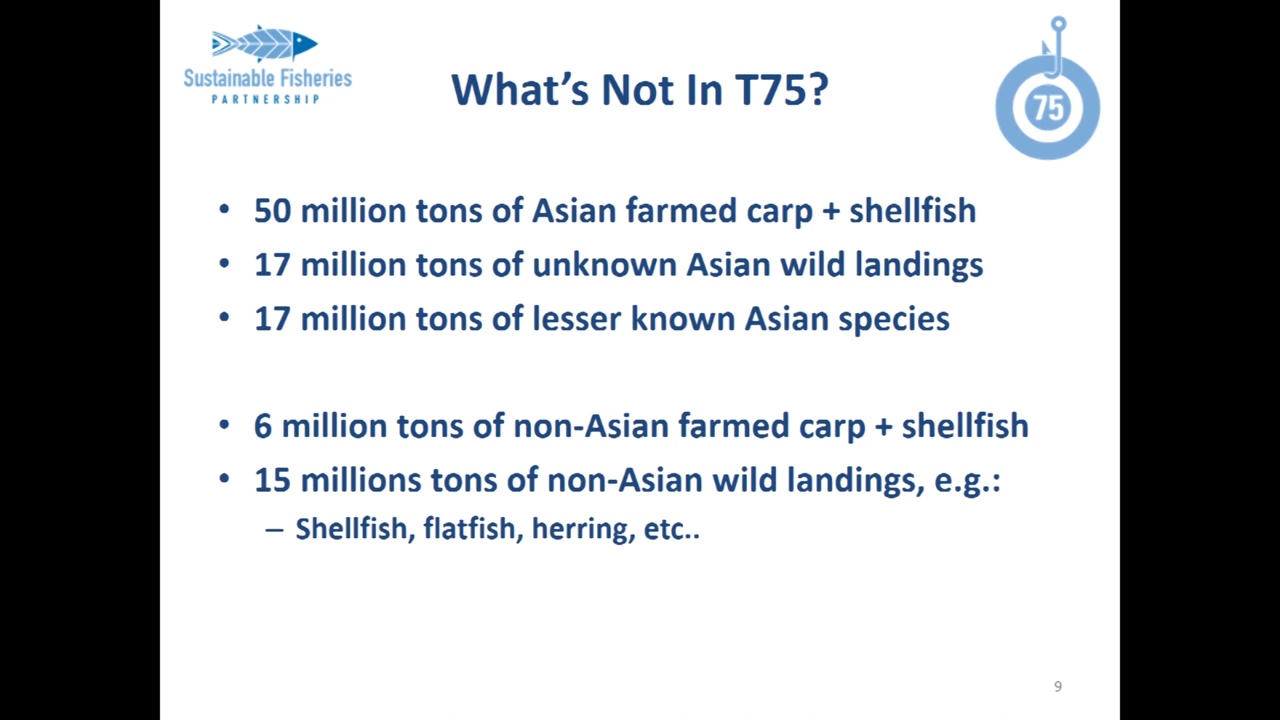 Sustainable Fisheries
PARTNERSHIP
What's Not In T75?
75
• 50 million tons of Asian farmed carp + shellfish
• 17 million tons of unknown Asian wild landings
• 17 million tons of lesser known Asian species
• 6 million tons of non-Asian farmed carp + shellfish
• 15 millions tons of non-Asian wild landings, e.g.:
– Shellfish, flatfish, herring, etc..
9